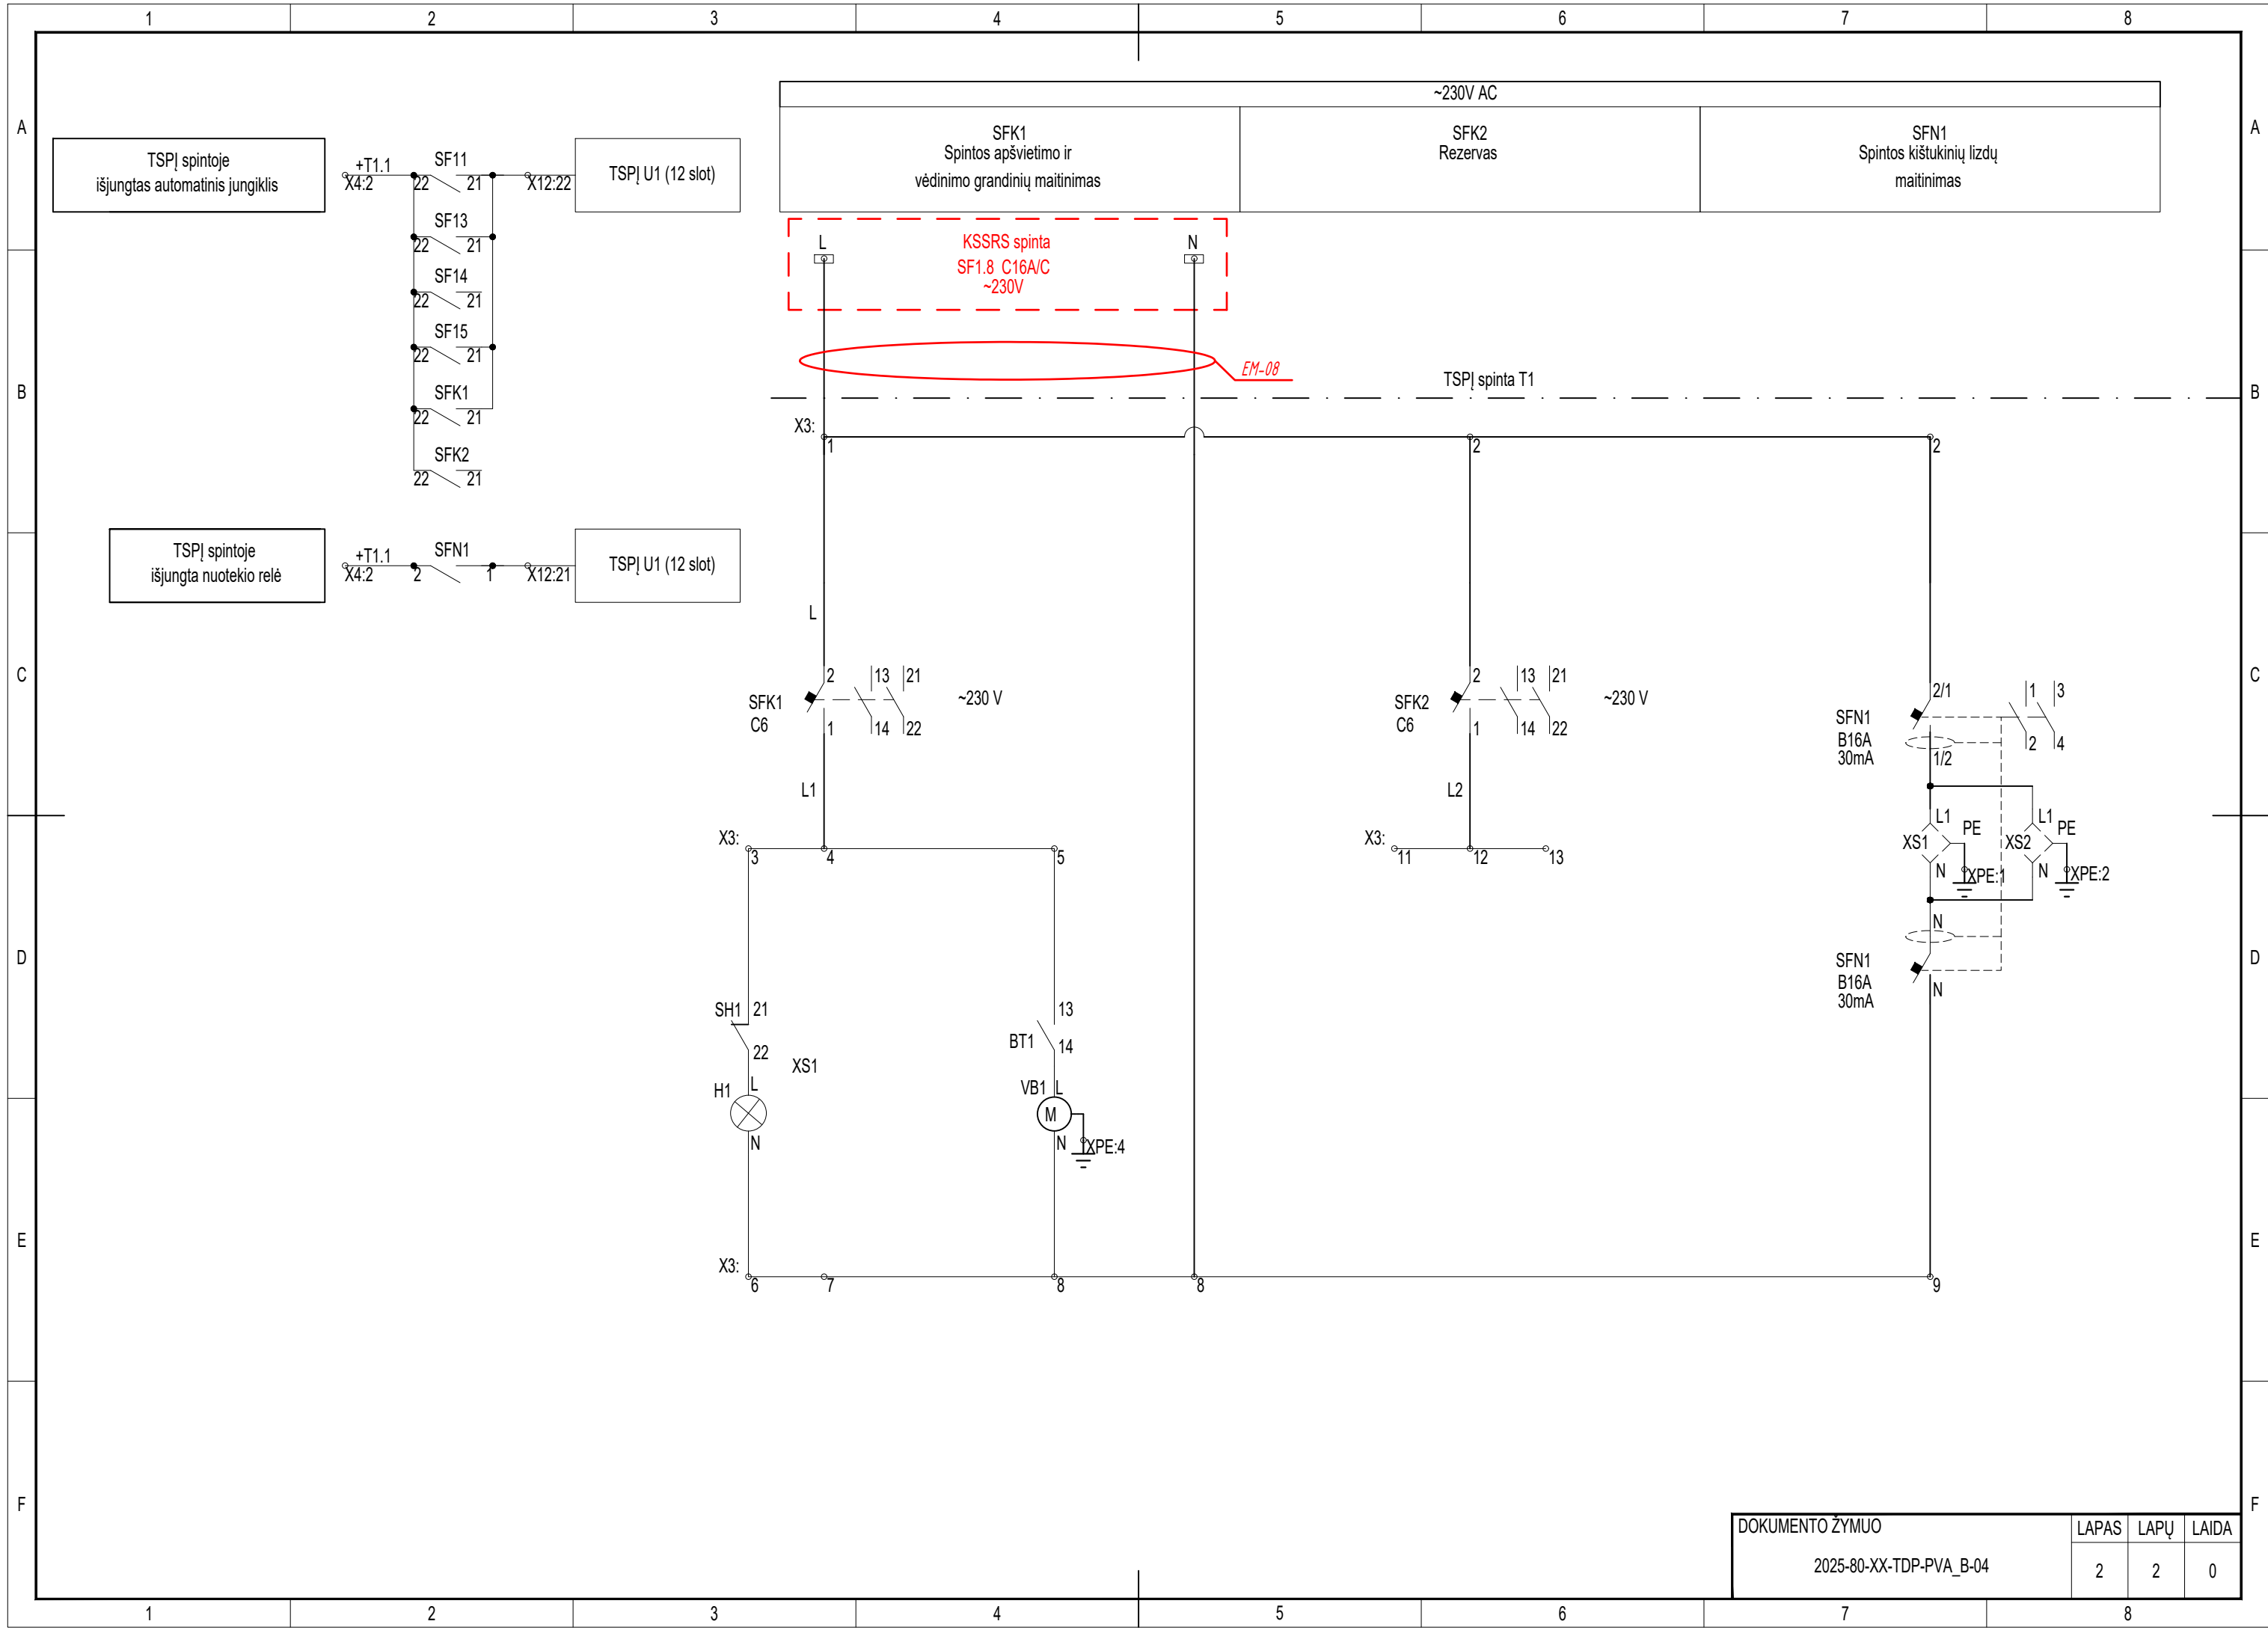 1 2 3 4 5 6 7 8
A A
B B
C C
D D
E E
F F
~230V AC
SFK1
Spintos apšvietimo ir
vėdinimo grandinių maitinimas
SFK2
Rezervas
SFN1
Spintos kištukinių lizdų
maitinimas
TSPĮ spintoje
išjungtas automatinis jungiklis
+T1.1
X4:2
SF11
22 21
X12:22
TSPĮ U1 (12 slot)
SF13
22 21
SF14
22 21
SF15
22 21
SFK1
22 21
SFK2
22 21
TSPĮ spintoje
išjungta nuotekio relė
+T1.1
X4:2
SFN1
2 1
X12:21
TSPĮ U1 (12 slot)
L
KSSRS spinta
SF1.8 C16A/C
~230V
N
EM-08
TSPĮ spinta T1
X3:
1 2 2
L
SFK1
C6
2 13 21
1 14 22
~230 V
L1
SFK2
C6
2 13 21
1 14 22
~230 V
L2
SFN1
B16A
30mA
2/1
1/2
1 3
2 4
X3:
3 4 5
X3:
11 12 13
L1
XS1
PE
N
XPE:1
L1
XS2
PE
N
XPE:2
N
SFN1
B16A
30mA
N
SH1
21
22
XS1
H1
L
N
13
BT1
14
VB1
L
M
N
XPE:4
X3:
6 7 8 8 9
DOKUMENTO ŽYMUO
2025-80-XX-TDP-PVA_B-04
LAPAS LAPŲ LAIDA
2 2 0
1 2 3 4 5 6 7 8